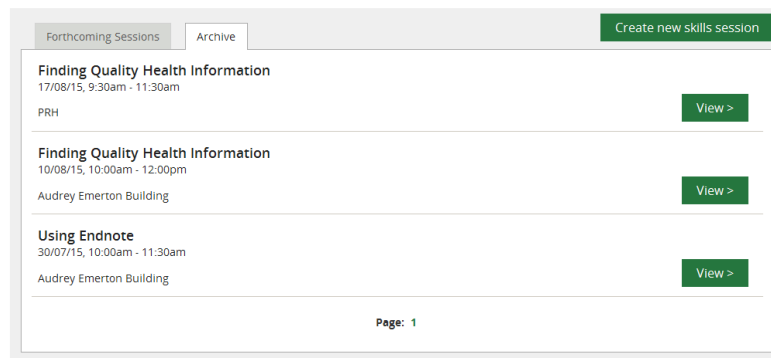 Forthcoming Sessions
Archive
Create new skills session
Finding Quality Health Information
17/08/15, 9:30am - 11:30am
PRH
View >
Finding Quality Health Information
10/08/15, 10:00am - 12:00pm
Audrey Emerton Building
View >
Using Endnote
30/07/15, 10:00am - 11:30am
Audrey Emerton Building
View >
Page: 1